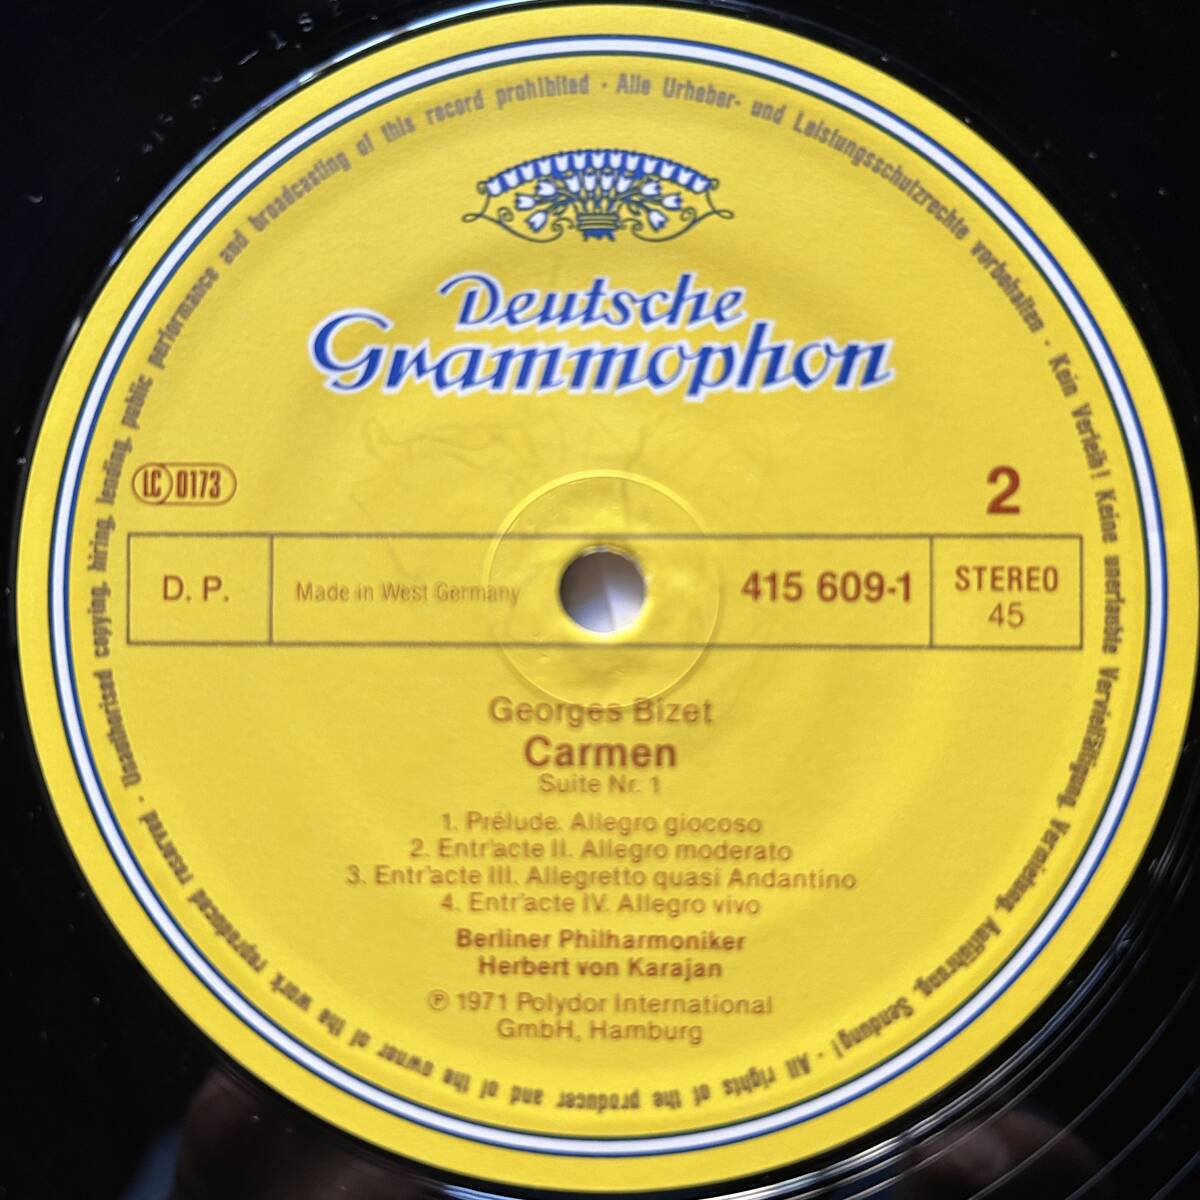 Alle Urheber- und Leistungsschutzrechte vorbehalten · Kein Verleih! Keine unerlaubte Vervielfältigung, Vermietung, Aufführung, Sendung! · All rights of the producer and of the owner of the work reproduced reserved · Unauthorised copying, hiring, lending, public performance and broadcasting of this record prohibited ·
Deutsche
Grammophon
LC 0173
2
D. P.
Made in West Germany
415 609-1
STEREO
45
Georges Bizet
Carmen
Suite Nr. 1
1. Prélude. Allegro giocoso
2. Entr'acte II. Allegro moderato
3. Entr'acte III. Allegretto quasi Andantino
4. Entr'acte IV. Allegro vivo
Berliner Philharmoniker
Herbert von Karajan
℗ 1971 Polydor International
GmbH, Hamburg